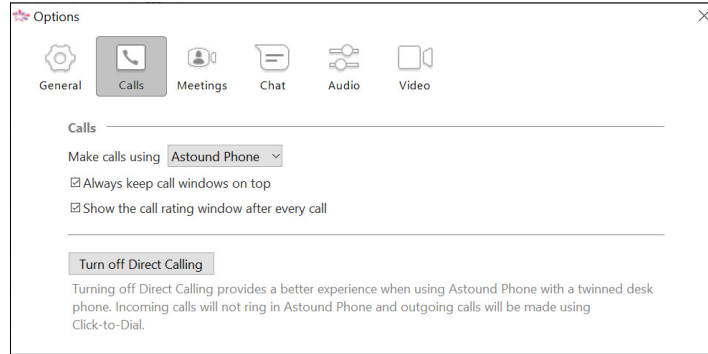 Options
General Calls Meetings Chat Audio Video
Calls
Make calls using Astound Phone
Always keep call windows on top
Show the call rating window after every call
Turn off Direct Calling
Turning off Direct Calling provides a better experience when using Astound Phone with a twinned desk
phone. Incoming calls will not ring in Astound Phone and outgoing calls will be made using
Click-to-Dial.